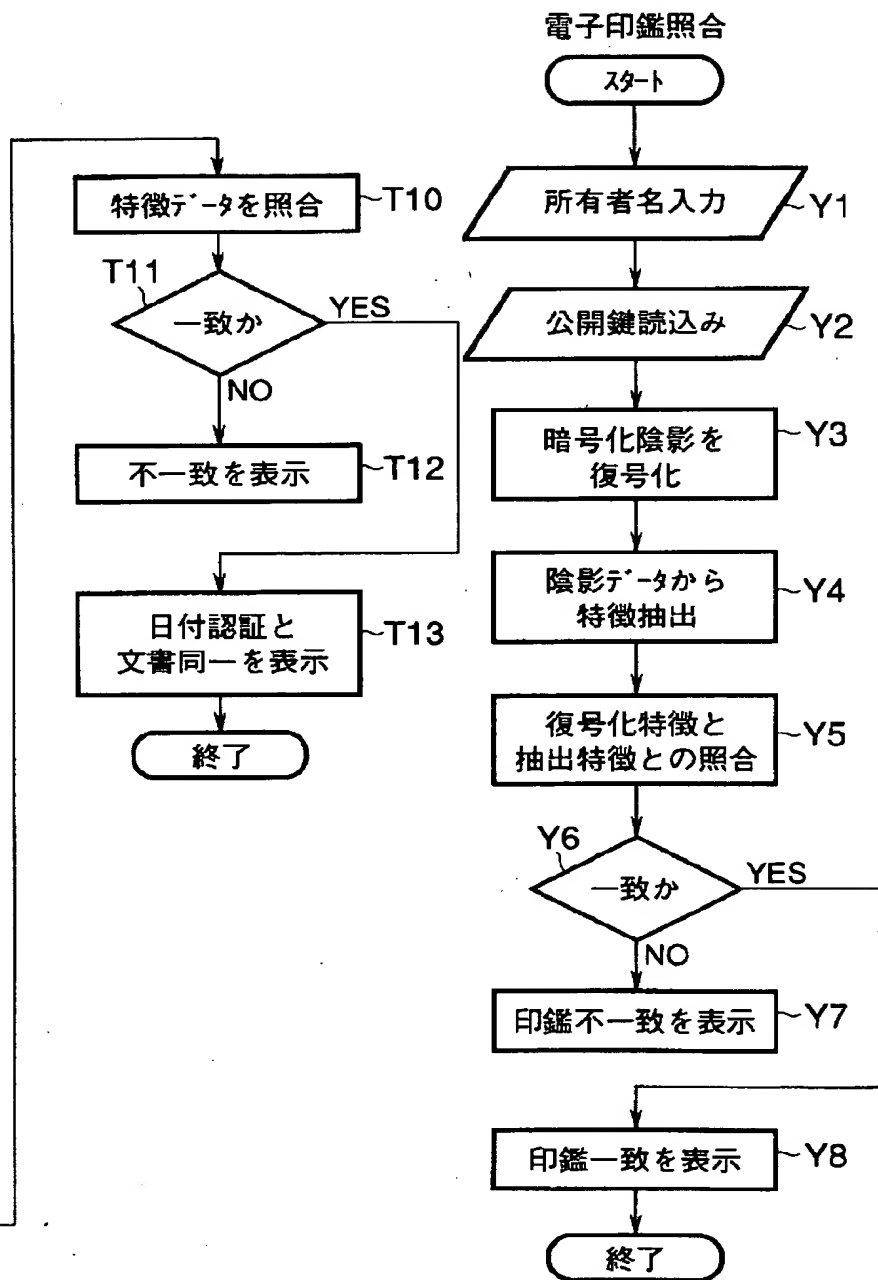 特徴データを照合
T10
T11
一致か
YES
NO
不一致を表示
T12
日付認証と
文書同一を表示
T13
終了
電子印鑑照合
スタート
所有者名入力
Y1
公開鍵読込み
Y2
暗号化陰影を
復号化
Y3
陰影データから
特徴抽出
Y4
復号化特徴と
抽出特徴との照合
Y5
Y6
一致か
YES
NO
印鑑不一致を表示
Y7
印鑑一致を表示
Y8
終了